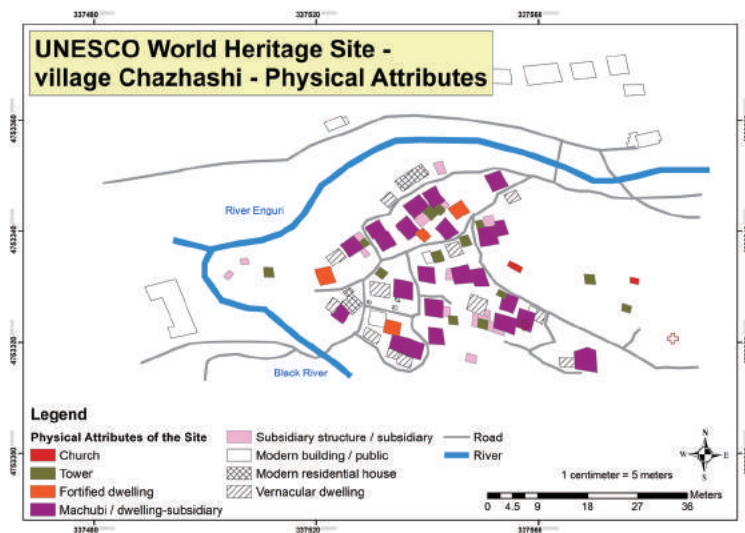 337480 337520 337560
UNESCO World Heritage Site -
village Chazhashi - Physical Attributes
4753360
4753340
4753320
4753300
River Enguri
Black River
Legend
Physical Attributes of the Site
Church
Tower
Fortified dwelling
Machubi / dwelling-subsidiary
Subsidiary structure / subsidiary
Modern building / public
Modern residential house
Vernacular dwelling
Road
River
N
W E
S
1 centimeter = 5 meters
Meters
0 4.5 9 18 27 36
337480 337520 337560